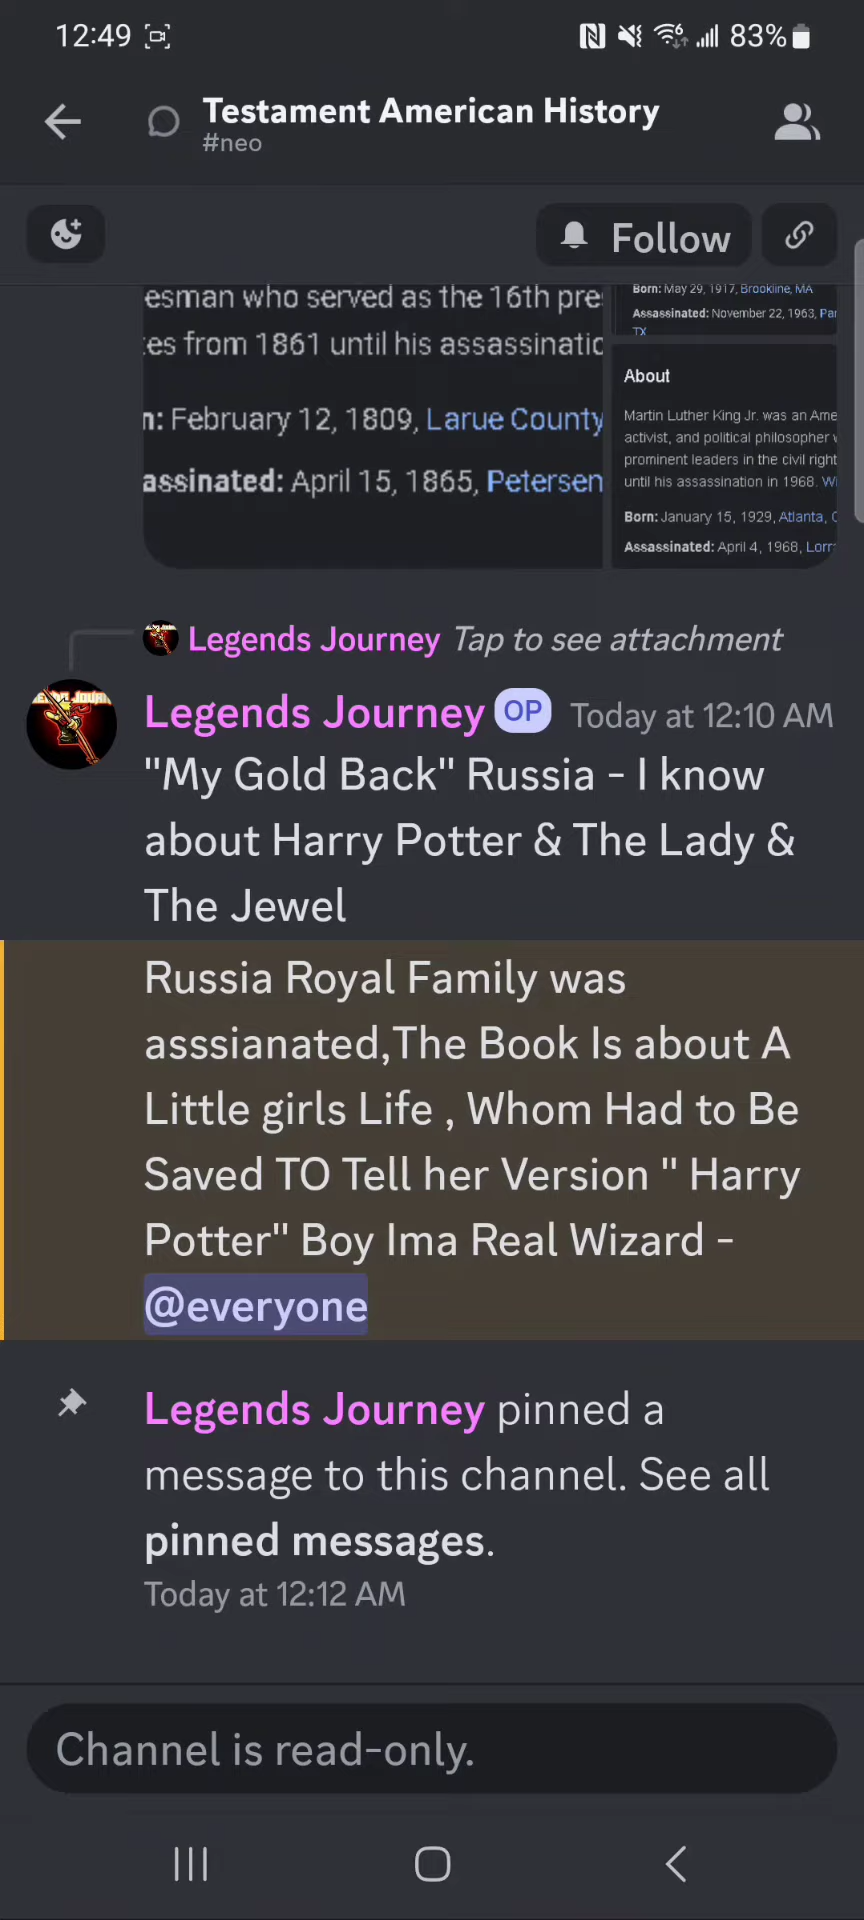 12:49
83%
Testament American History
#neo
Follow
esman who served as the 16th pre
es from 1861 until his assassinatio
n: February 12, 1809, Larue County
assinated: April 15, 1865, Petersen
Born: May 29, 1917, Brookline, MA
Assassinated: November 22, 1963, Par
TX
About
Martin Luther King Jr. was an Ame
activist, and political philosopher
prominent leaders in the civil right
until his assassination in 1968. Wi
Born: January 15, 1929, Atlanta,
Assassinated: April 4, 1968, Lorr
Legends Journey Tap to see attachment
Legends Journey OP Today at 12:10 AM
"My Gold Back" Russia - I know
about Harry Potter & The Lady &
The Jewel
Russia Royal Family was
asssianated,The Book Is about A
Little girls Life , Whom Had to Be
Saved TO Tell her Version " Harry
Potter" Boy Ima Real Wizard -
@everyone
Legends Journey pinned a
message to this channel. See all
pinned messages.
Today at 12:12 AM
Channel is read-only.